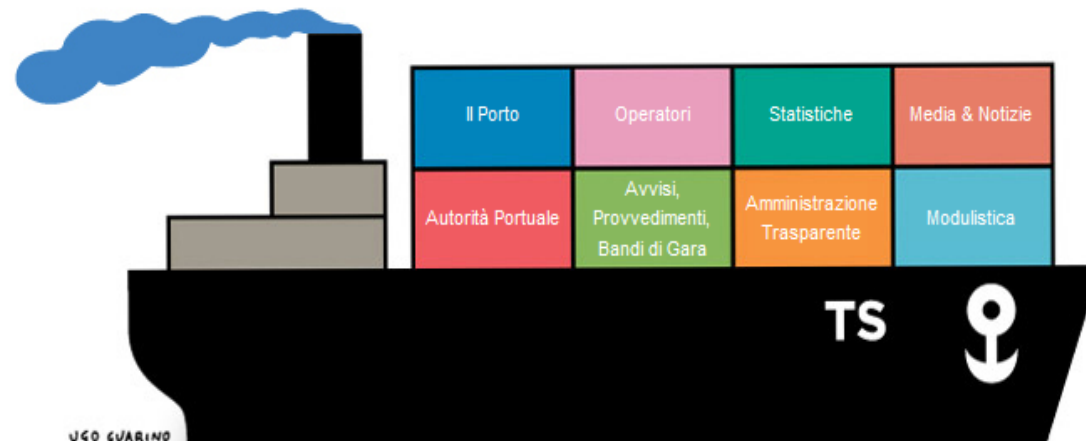 Il Porto
Operatori
Statistiche
Media & Notizie
Autorità Portuale
Avvisi,
Provvedimenti,
Bandi di Gara
Amministrazione
Trasparente
Modulistica
TS
UGO GUARINO